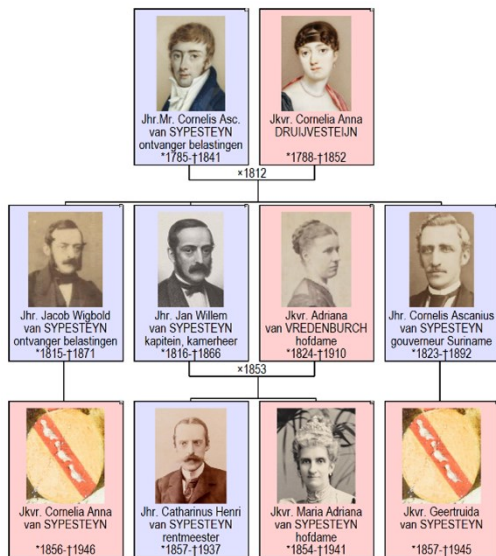 Jhr.Mr. Cornelis Asc.
van SYPESTEYN
ontvanger belastingen
*1785-†1841
Jkvr. Cornelia Anna
DRUIJVESTEIJN
*1788-†1852
×1812
Jhr. Jacob Wigbold
van SYPESTEYN
ontvanger belastingen
*1815-†1871
Jhr. Jan Willem
van SYPESTEYN
kapitein, kamerheer
*1816-†1866
Jkvr. Adriana
van VREDENBURCH
hofdame
*1824-†1910
Jhr. Cornelis Ascanius
van SYPESTEYN
gouverneur Suriname
*1823-†1892
×1853
Jkvr. Cornelia Anna
van SYPESTEYN
*1856-†1946
Jhr. Catharinus Henri
van SYPESTEYN
rentmeester
*1857-†1937
Jkvr. Maria Adriana
van SYPESTEYN
hofdame
*1854-†1941
Jkvr. Geertruida
van SYPESTEYN
*1857-†1945